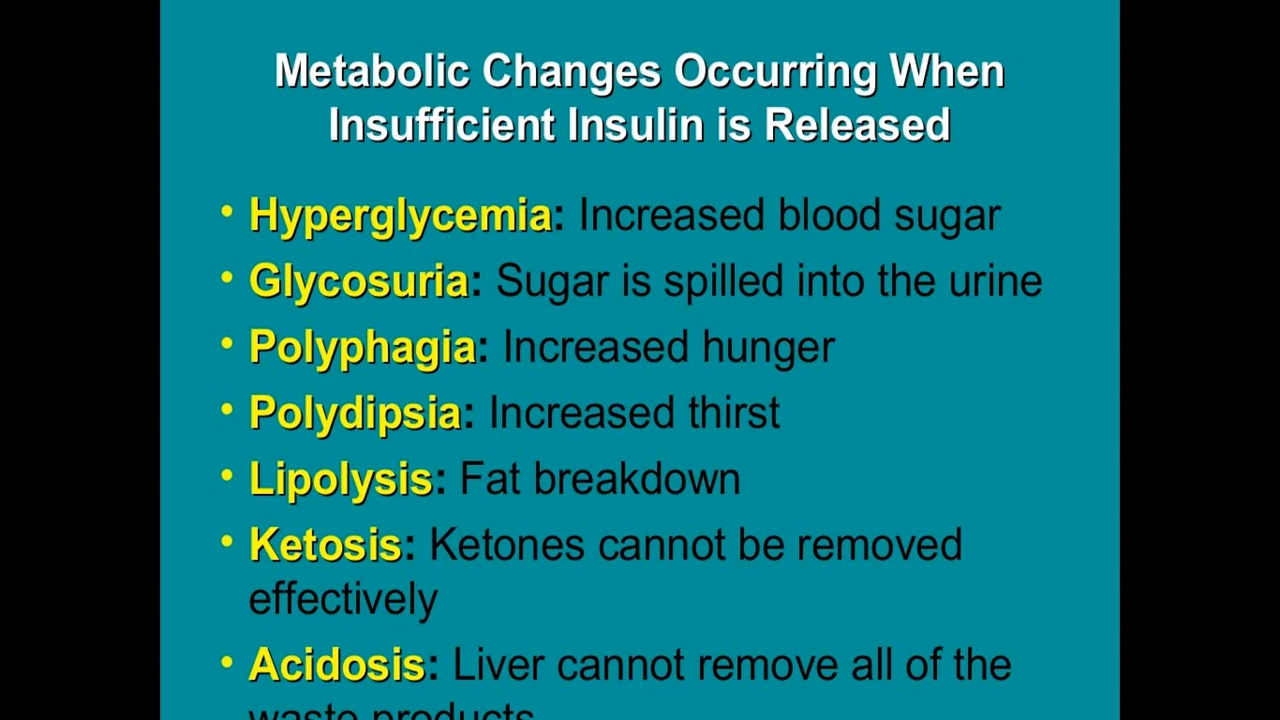 Metabolic Changes Occurring When
Insufficient Insulin is Released
• Hyperglycemia: Increased blood sugar
• Glycosuria: Sugar is spilled into the urine
• Polyphagia: Increased hunger
• Polydipsia: Increased thirst
• Lipolysis: Fat breakdown
• Ketosis: Ketones cannot be removed
effectively
• Acidosis: Liver cannot remove all of the
waste products